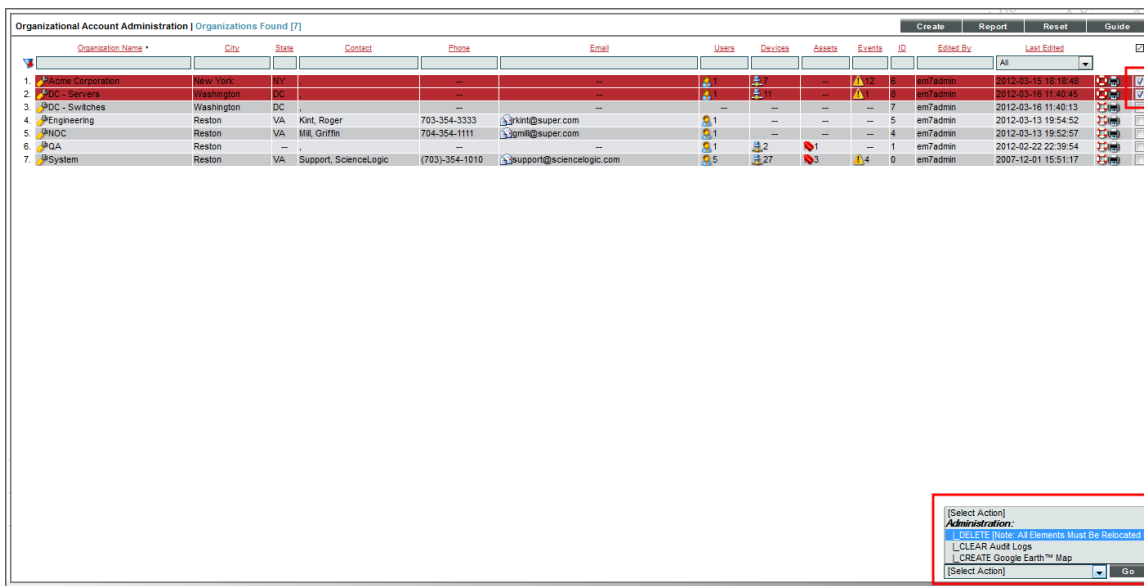 Organizational Account Administration | Organizations Found [7] Create Report Reset Guide
Organization Name • City State Contact Phone Email Users Devices Assets Events ID Edited By Last Edited
All
1. Acme Corporation New York NY , -- -- 1 7 -- 12 6 em7admin 2012-03-15 18:18:48
2. DC - Servers Washington DC , -- -- 1 11 -- 1 8 em7admin 2012-03-16 11:40:45
3. DC - Switches Washington DC , -- -- -- -- -- -- 7 em7admin 2012-03-16 11:40:13
4. Engineering Reston VA Kint, Roger 703-354-3333 rkint@super.com 1 -- -- -- 5 em7admin 2012-03-13 19:54:52
5. NOC Reston VA Mill, Griffin 704-354-1111 gmill@super.com 1 -- -- -- 4 em7admin 2012-03-13 19:52:57
6. QA Reston -- , -- -- 1 2 1 -- 1 em7admin 2012-02-22 22:39:54
7. System Reston VA Support, ScienceLogic (703)-354-1010 support@sciencelogic.com 5 27 3 4 0 em7admin 2007-12-01 15:51:17
[Select Action]
Administration:
|_DELETE [Note: All Elements Must Be Relocated
|_CLEAR Audit Logs
|_CREATE Google Earth™ Map
[Select Action] Go